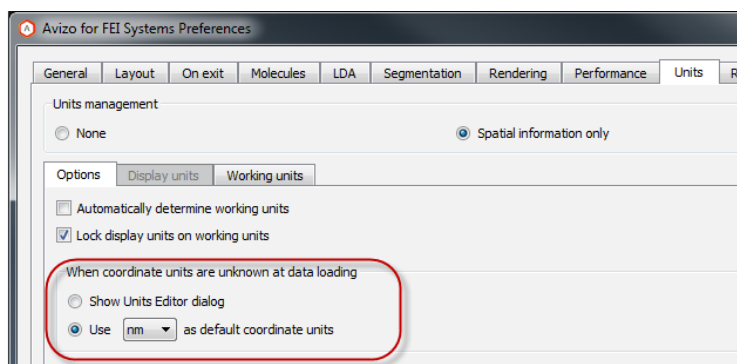 Avizo for FEI Systems Preferences
General Layout On exit Molecules LDA Segmentation Rendering Performance Units R
Units management
None Spatial information only
Options Display units Working units
Automatically determine working units
Lock display units on working units
When coordinate units are unknown at data loading
Show Units Editor dialog
Use nm as default coordinate units